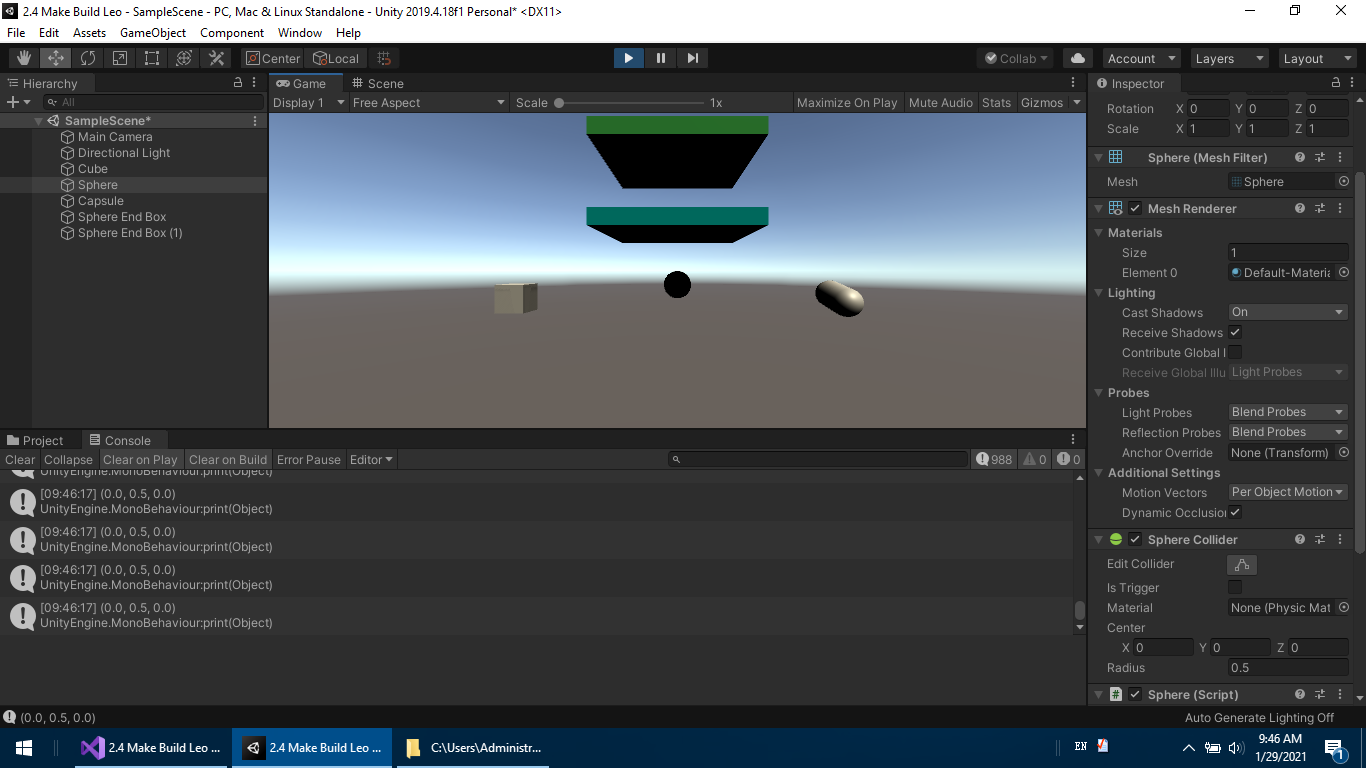 2.4 Make Build Leo - SampleScene - PC, Mac & Linux Standalone - Unity 2019.4.18f1 Personal* <DX11>
File Edit Assets GameObject Component Window Help
Center Local Collab Account Layers Layout
Hierarchy
All
SampleScene*
Main Camera
Directional Light
Cube
Sphere
Capsule
Sphere End Box
Sphere End Box (1)
Game Scene
Display 1 Free Aspect Scale 1x Maximize On Play Mute Audio Stats Gizmos
Inspector
Rotation X 0 Y 0 Z 0
Scale X 1 Y 1 Z 1
Sphere (Mesh Filter)
Mesh Sphere
Mesh Renderer
Materials
Size 1
Element 0 Default-Materia
Lighting
Cast Shadows On
Receive Shadows
Contribute Global I
Receive Global Illu Light Probes
Probes
Light Probes Blend Probes
Reflection Probes Blend Probes
Anchor Override None (Transform)
Additional Settings
Motion Vectors Per Object Motion
Dynamic Occlusion
Sphere Collider
Edit Collider
Is Trigger
Material None (Physic Mat
Center
X 0 Y 0 Z 0
Radius 0.5
# Sphere (Script)
Project Console
Clear Collapse Clear on Play Clear on Build Error Pause Editor 988 0 0
UnityEngine.MonoBehaviour:print(Object)
[09:46:17] (0.0, 0.5, 0.0)
UnityEngine.MonoBehaviour:print(Object)
[09:46:17] (0.0, 0.5, 0.0)
UnityEngine.MonoBehaviour:print(Object)
[09:46:17] (0.0, 0.5, 0.0)
UnityEngine.MonoBehaviour:print(Object)
[09:46:17] (0.0, 0.5, 0.0)
UnityEngine.MonoBehaviour:print(Object)
(0.0, 0.5, 0.0) Auto Generate Lighting Off
2.4 Make Build Leo ... 2.4 Make Build Leo ... C:\Users\Administr... EN 9:46 AM
1/29/2021
1